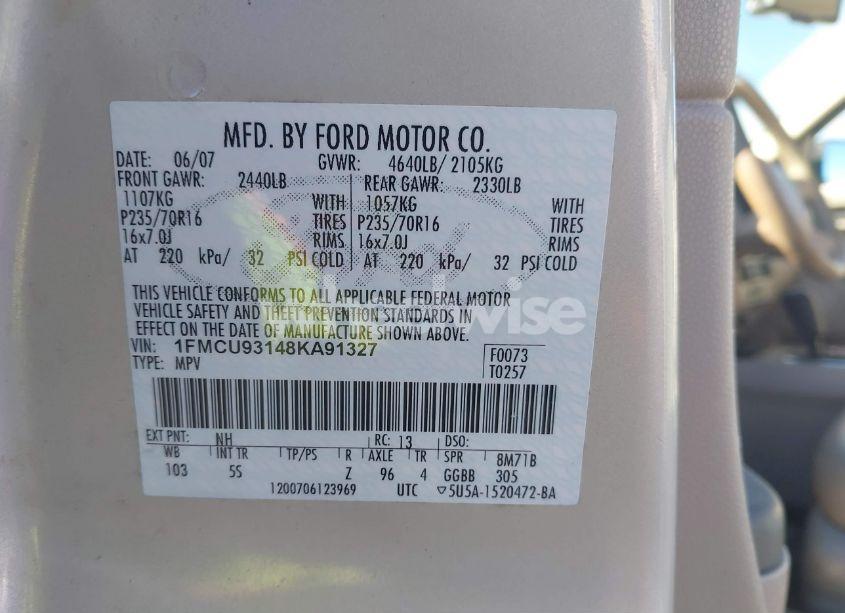 MFD. BY FORD MOTOR CO.
DATE: 06/07 GVWR: 4640LB/ 2105KG
FRONT GAWR: 2440LB REAR GAWR: 2330LB
1107KG WITH 1057KG WITH
P235/70R16 TIRES P235/70R16 TIRES
16x7.0J RIMS 16x7.0J RIMS
AT 220 kPa/ 32 PSI COLD AT 220 kPa/ 32 PSI COLD
THIS VEHICLE CONFORMS TO ALL APPLICABLE FEDERAL MOTOR
VEHICLE SAFETY AND THEFT PREVENTION STANDARDS IN
EFFECT ON THE DATE OF MANUFACTURE SHOWN ABOVE.
VIN: 1FMCU93148KA91327 F0073
TYPE: MPV T0257
EXT PNT: NH RC: 13 DSO:
WB INT TR TP/PS R AXLE TR SPR 8M71B
103 5S Z 96 4 GGBB 305
1200706123969 UTC ▽5U5A-1520472-BA